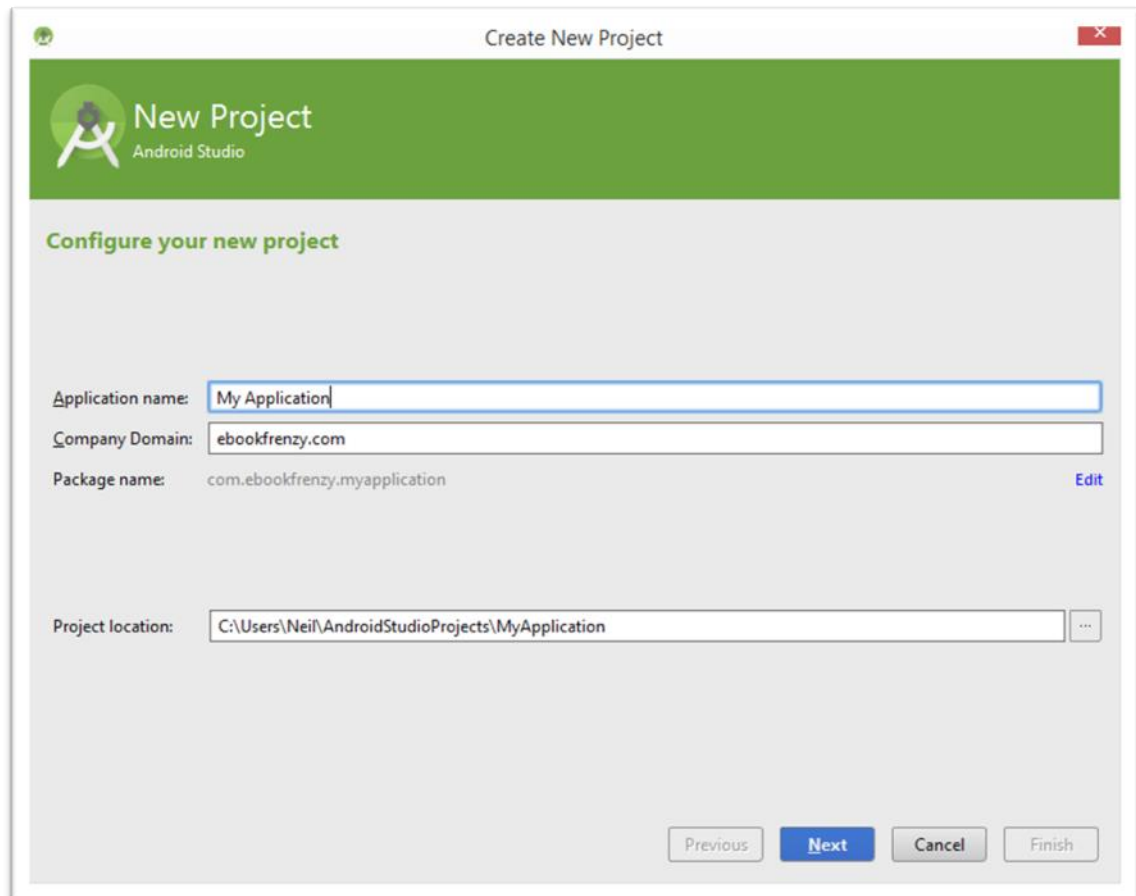 Create New Project
New Project
Android Studio
Configure your new project
Application name: My Application
Company Domain: ebookfrenzy.com
Package name: com.ebookfrenzy.myapplication Edit
Project location: C:\Users\Neil\AndroidStudioProjects\MyApplication ...
Previous Next Cancel Finish